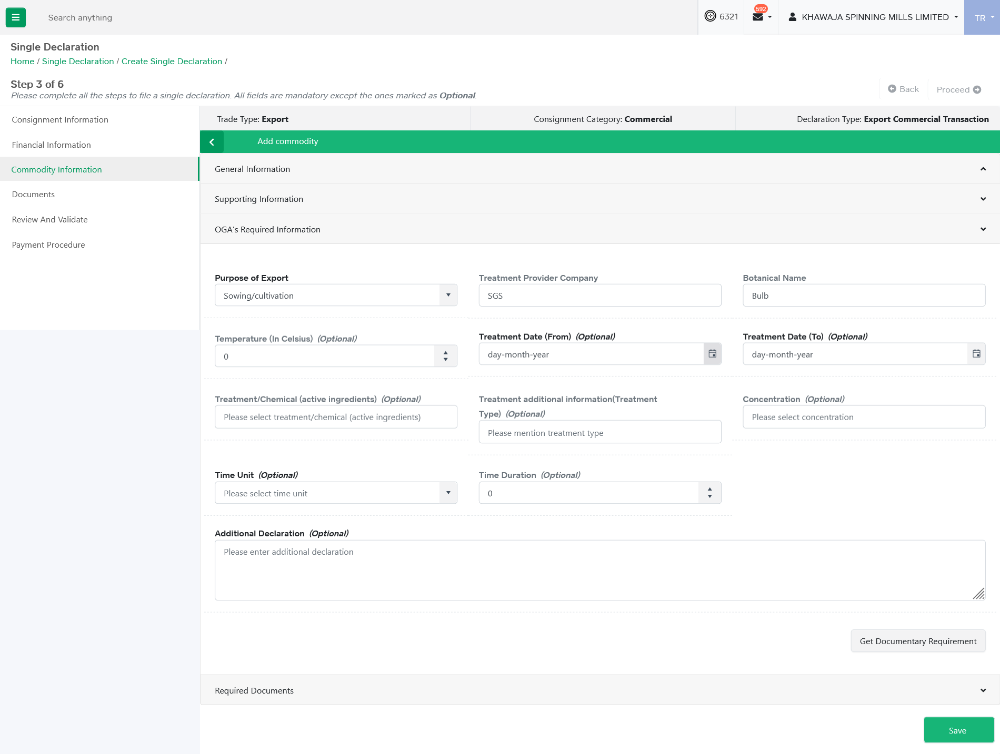 Search anything
6321
592
KHAWAJA SPINNING MILLS LIMITED
TR
Single Declaration
Home / Single Declaration / Create Single Declaration /
Step 3 of 6
Please complete all the steps to file a single declaration. All fields are mandatory except the ones marked as Optional.
Back
Proceed
Consignment Information
Financial Information
Commodity Information
Documents
Review And Validate
Payment Procedure
Trade Type: Export
Consignment Category: Commercial
Declaration Type: Export Commercial Transaction
Add commodity
General Information
Supporting Information
OGA's Required Information
Purpose of Export
Sowing/cultivation
Treatment Provider Company
SGS
Botanical Name
Bulb
Temperature (In Celsius) (Optional)
0
Treatment Date (From) (Optional)
day-month-year
Treatment Date (To) (Optional)
day-month-year
Treatment/Chemical (active ingredients) (Optional)
Please select treatment/chemical (active ingredients)
Treatment additional information(Treatment
Type) (Optional)
Please mention treatment type
Concentration (Optional)
Please select concentration
Time Unit (Optional)
Please select time unit
Time Duration (Optional)
0
Additional Declaration (Optional)
Please enter additional declaration
Get Documentary Requirement
Required Documents
Save